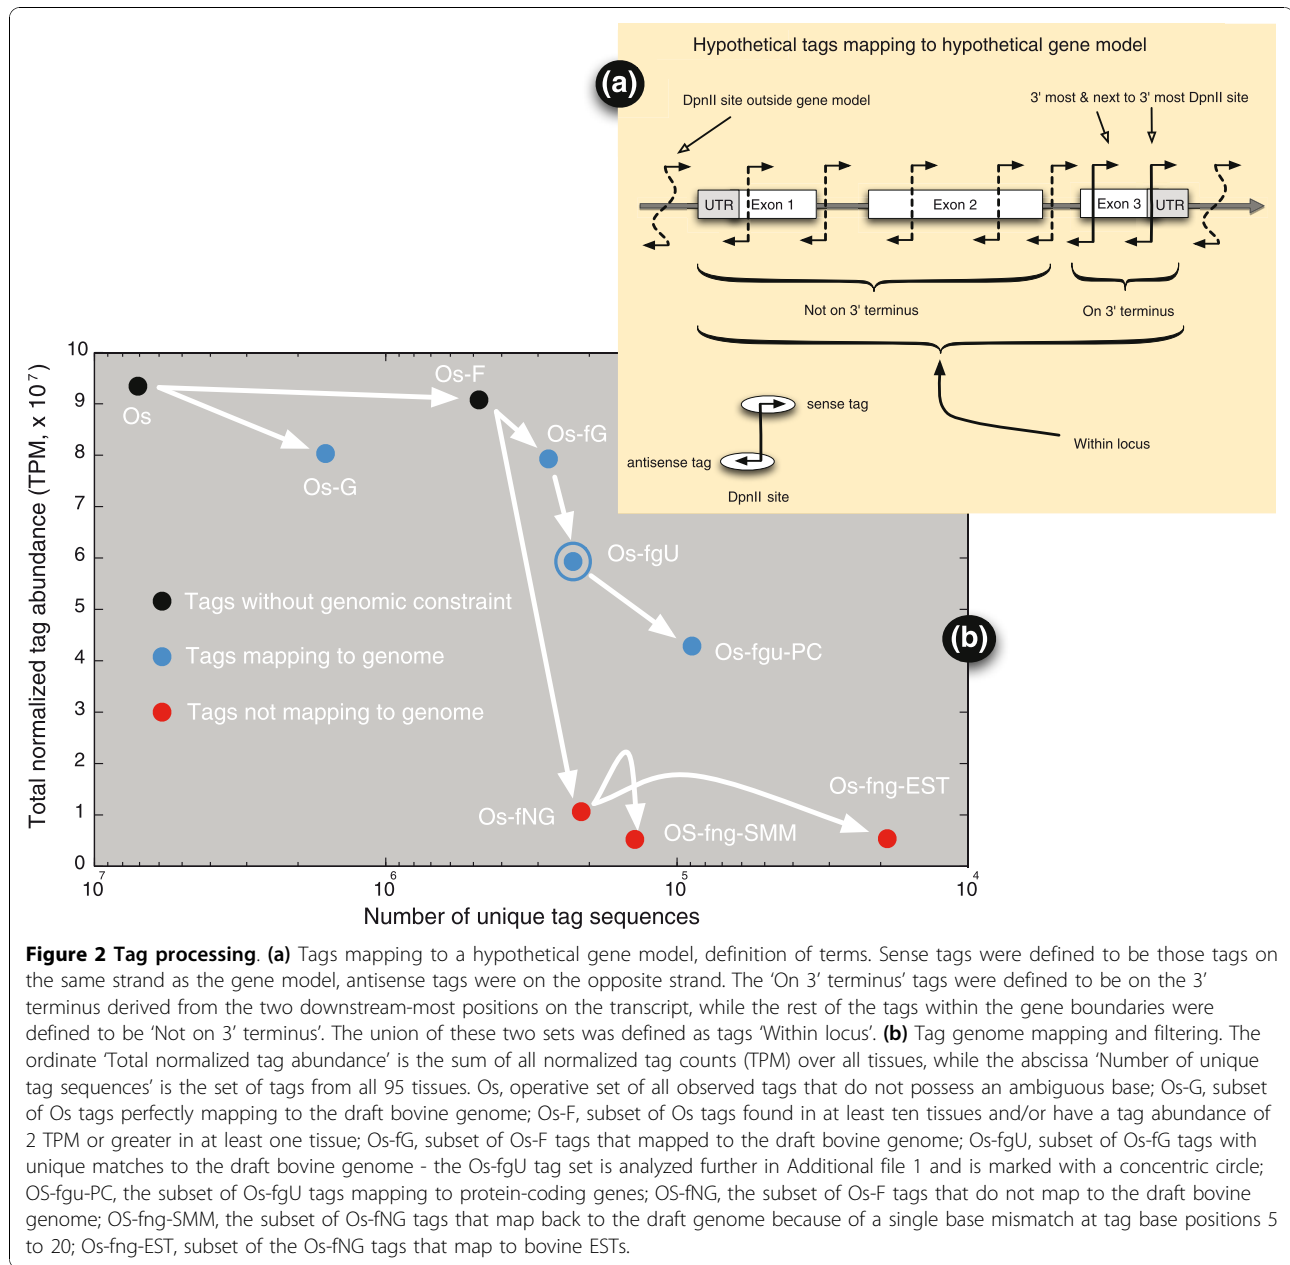 Hypothetical tags mapping to hypothetical gene model
(a)
DpnII site outside gene model
3' most & next to 3' most DpnII site
UTR
Exon 1
Exon 2
Exon 3
UTR
Not on 3' terminus
On 3' terminus
Within locus
sense tag
antisense tag
DpnII site
(b)
Total normalized tag abundance (TPM, x 10⁷)
10
9
8
7
6
5
4
3
2
1
0
Os
Os-F
Os-G
Os-fG
Os-fgU
Os-fgu-PC
Os-fNG
OS-fng-SMM
Os-fng-EST
Tags without genomic constraint
Tags mapping to genome
Tags not mapping to genome
10⁷
10⁶
10⁵
10⁴
Number of unique tag sequences
Figure 2 Tag processing. (a) Tags mapping to a hypothetical gene model, definition of terms. Sense tags were defined to be those tags on
the same strand as the gene model, antisense tags were on the opposite strand. The ‘On 3’ terminus’ tags were defined to be on the 3’
terminus derived from the two downstream-most positions on the transcript, while the rest of the tags within the gene boundaries were
defined to be ‘Not on 3’ terminus’. The union of these two sets was defined as tags ‘Within locus’. (b) Tag genome mapping and filtering. The
ordinate ‘Total normalized tag abundance’ is the sum of all normalized tag counts (TPM) over all tissues, while the abscissa ‘Number of unique
tag sequences’ is the set of tags from all 95 tissues. Os, operative set of all observed tags that do not possess an ambiguous base; Os-G, subset
of Os tags perfectly mapping to the draft bovine genome; Os-F, subset of Os tags found in at least ten tissues and/or have a tag abundance of
2 TPM or greater in at least one tissue; Os-fG, subset of Os-F tags that mapped to the draft bovine genome; Os-fgU, subset of Os-fG tags with
unique matches to the draft bovine genome - the Os-fgU tag set is analyzed further in Additional file 1 and is marked with a concentric circle;
OS-fgu-PC, the subset of Os-fgU tags mapping to protein-coding genes; OS-fNG, the subset of Os-F tags that do not map to the draft bovine
genome; OS-fng-SMM, the subset of Os-fNG tags that map back to the draft genome because of a single base mismatch at tag base positions 5
to 20; Os-fng-EST, subset of the Os-fNG tags that map to bovine ESTs.